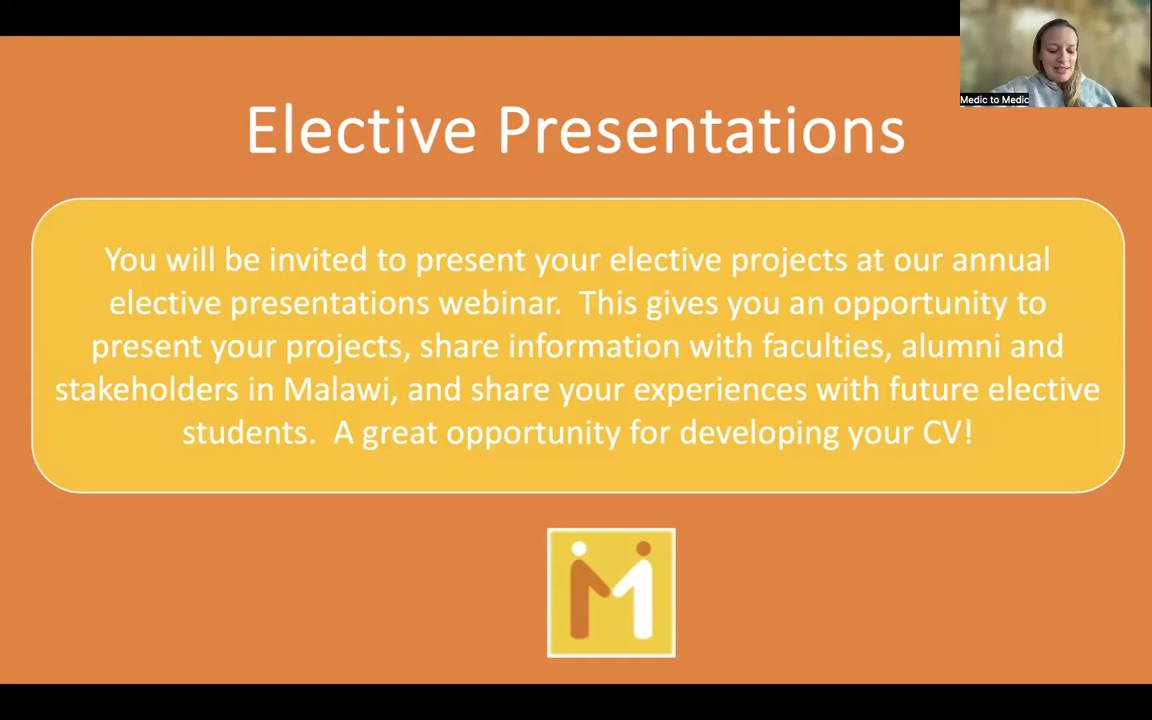 Medic to Medic
Elective Presentations
You will be invited to present your elective projects at our annual
elective presentations webinar.  This gives you an opportunity to
present your projects, share information with faculties, alumni and
stakeholders in Malawi, and share your experiences with future elective
students.  A great opportunity for developing your CV!